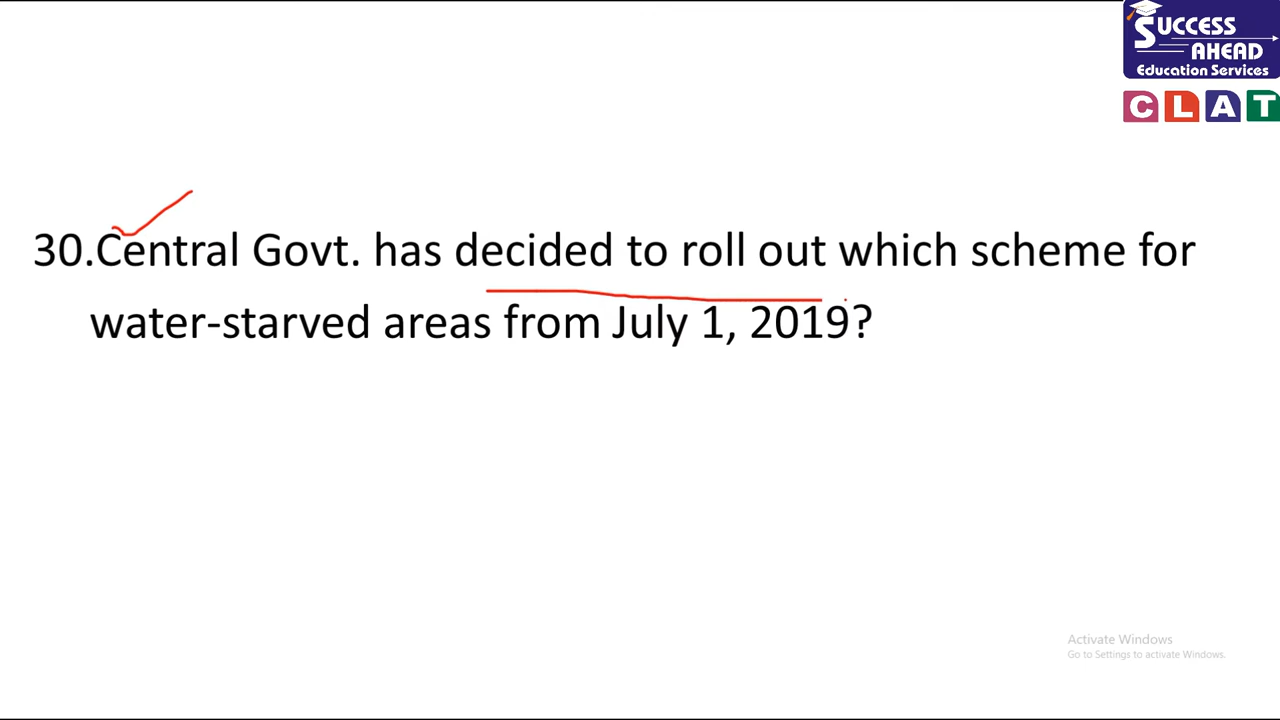 SUCCESS
AHEAD
Education Services
CLAT
30.Central Govt. has decided to roll out which scheme for
water-starved areas from July 1, 2019?
Activate Windows
Go to Settings to activate Windows.